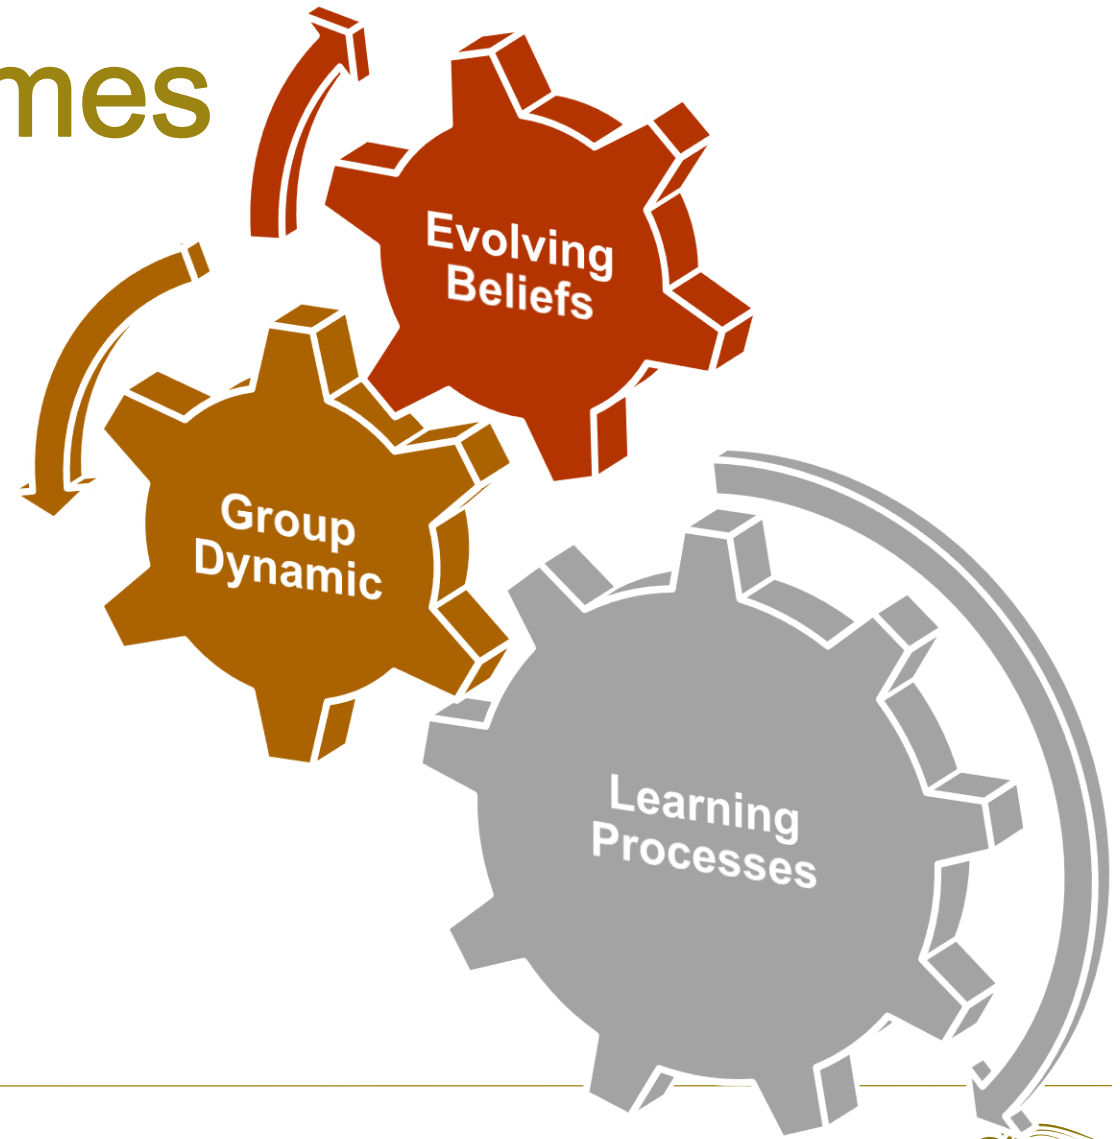 mes
Evolving
Beliefs
Group
Dynamic
Learning
Processes